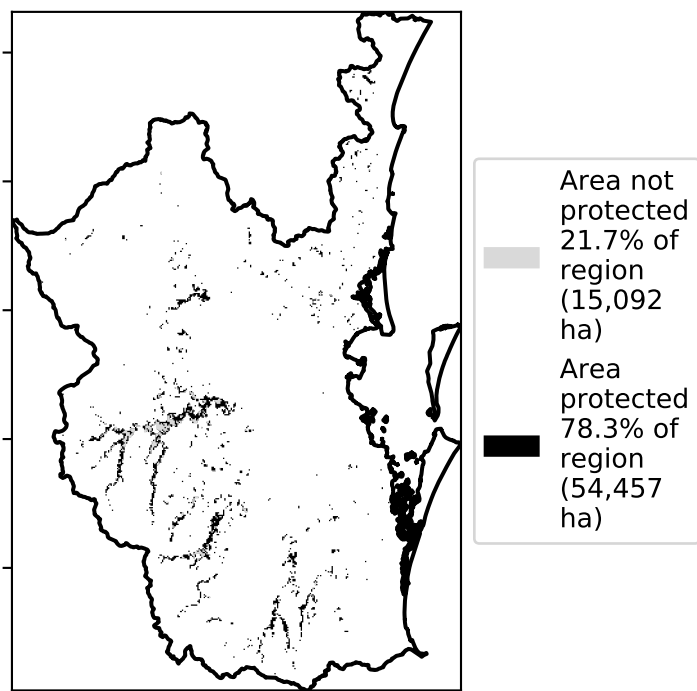 Area not
protected
21.7% of
region
(15,092
ha)
Area
protected
78.3% of
region
(54,457
ha)